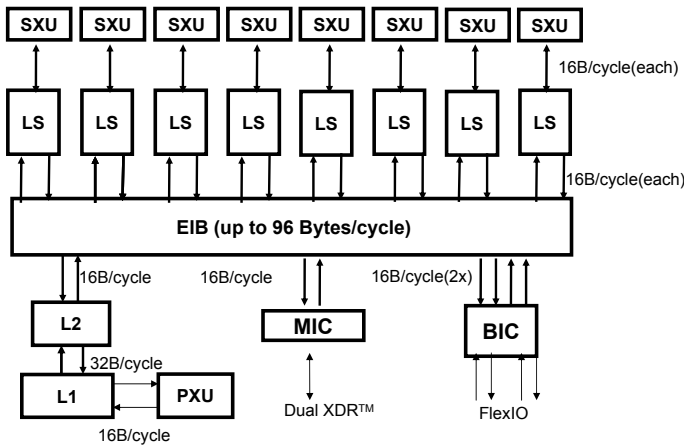 SXU SXU SXU SXU SXU SXU SXU SXU
16B/cycle(each)
LS LS LS LS LS LS LS LS
16B/cycle(each)
EIB (up to 96 Bytes/cycle)
16B/cycle 16B/cycle 16B/cycle(2x)
L2 MIC BIC
32B/cycle
L1 PXU
Dual XDR™ FlexIO
16B/cycle